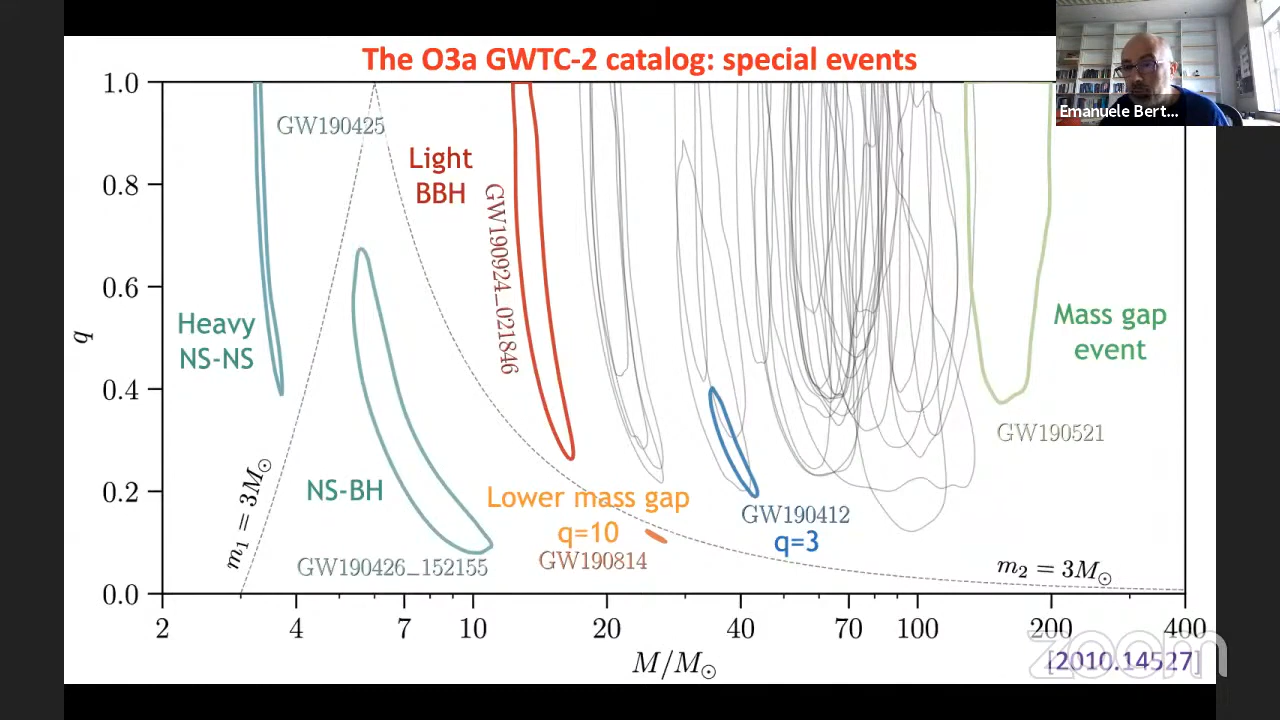 The O3a GWTC-2 catalog: special events
Emanuele Bert...
1.0
0.8
0.6
0.4
0.2
0.0
q
GW190425
Light
BBH
GW190924_021846
Heavy
NS-NS
Mass gap
event
GW190521
m₁ = 3M☉
NS-BH
GW190426_152155
Lower mass gap
q=10
GW190814
GW190412
q=3
m₂ = 3M☉
2 4 7 10 20 40 70 100 200 400
M/M☉
[2010.14527]
zoom